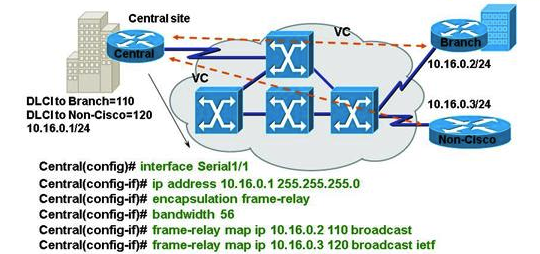 Central site
Central
VC
Branch
10.16.0.2/24
VC
DLCI to Branch=110
DLCI to Non-Cisco=120
10.16.0.1/24
10.16.0.3/24
Non-Cisco
Central(config)# interface Serial1/1
Central(config-if)# ip address 10.16.0.1 255.255.255.0
Central(config-if)# encapsulation frame-relay
Central(config-if)# bandwidth 56
Central(config-if)# frame-relay map ip 10.16.0.2 110 broadcast
Central(config-if)# frame-relay map ip 10.16.0.3 120 broadcast ietf